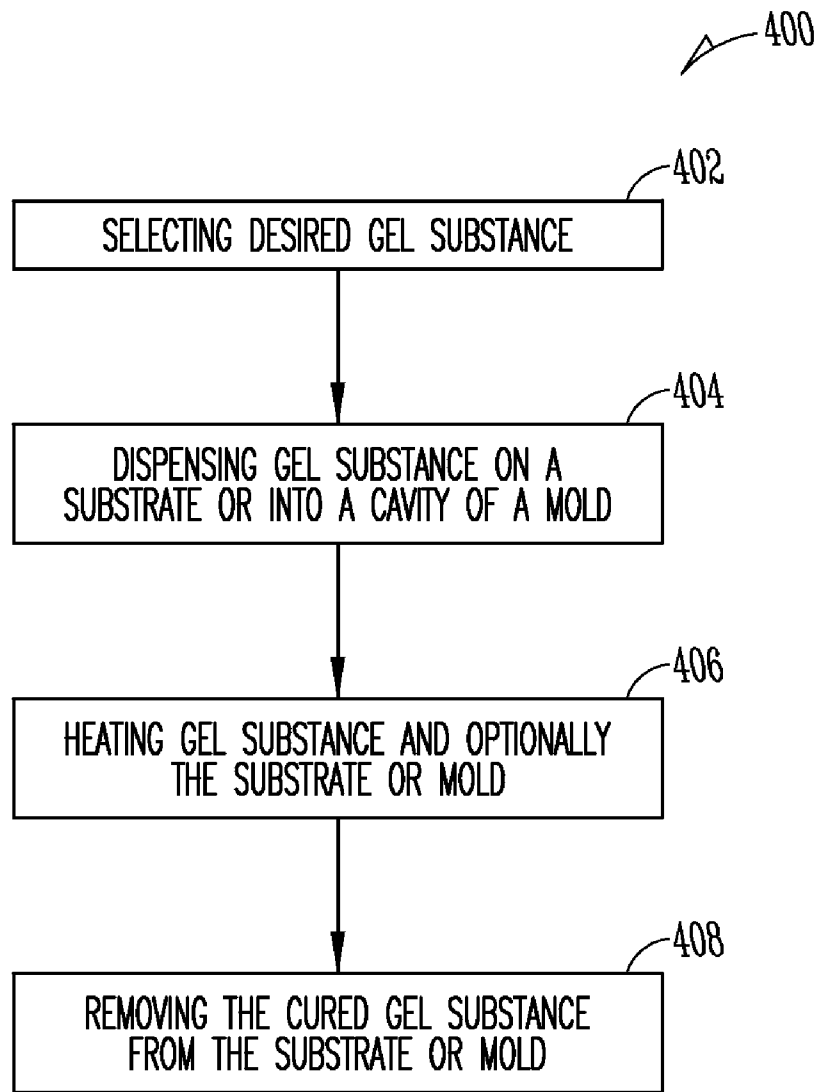 400
402
SELECTING DESIRED GEL SUBSTANCE
404
DISPENSING GEL SUBSTANCE ON A
SUBSTRATE OR INTO A CAVITY OF A MOLD
406
HEATING GEL SUBSTANCE AND OPTIONALLY
THE SUBSTRATE OR MOLD
408
REMOVING THE CURED GEL SUBSTANCE
FROM THE SUBSTRATE OR MOLD